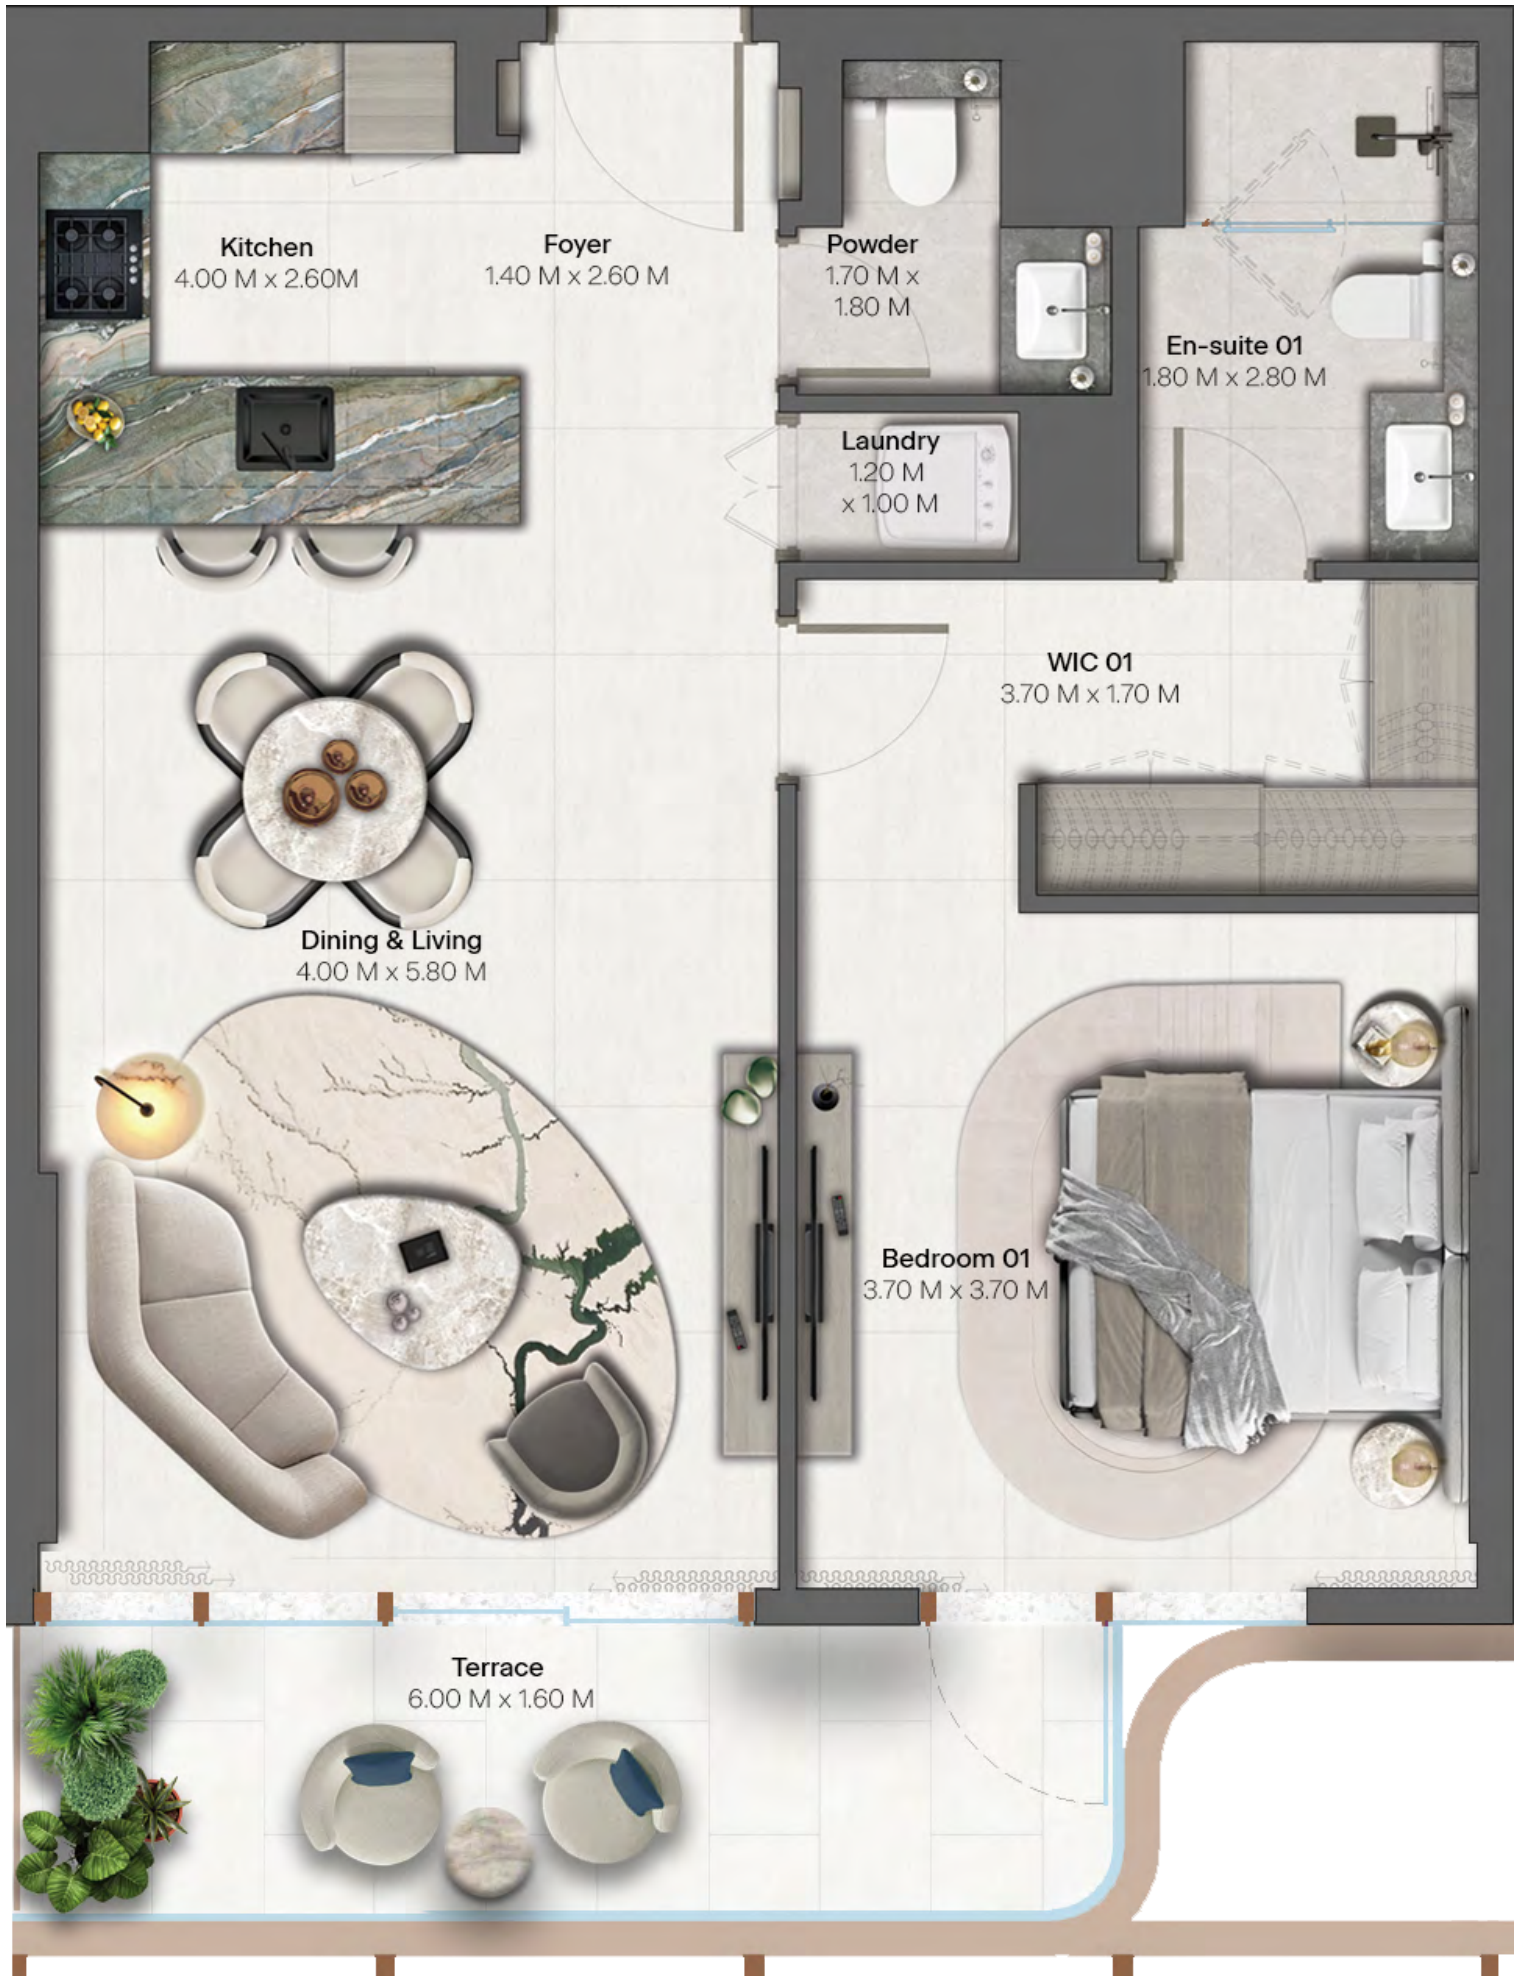 Kitchen
4.00 M x 2.60M
Foyer
1.40 M x 2.60 M
Powder
1.70 M x
1.80 M
En-suite 01
1.80 M x 2.80 M
Laundry
1.20 M
x 1.00 M
WIC 01
3.70 M x 1.70 M
Dining & Living
4.00 M x 5.80 M
Bedroom 01
3.70 M x 3.70 M
Terrace
6.00 M x 1.60 M